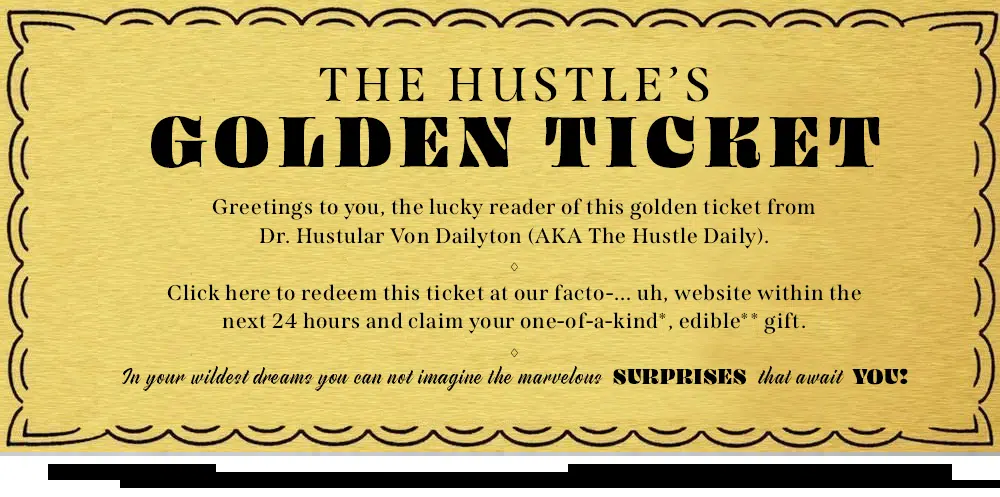 THE HUSTLE’S
GOLDEN TICKET
Greetings to you, the lucky reader of this golden ticket from
Dr. Hustular Von Dailyton (AKA The Hustle Daily).
Click here to redeem this ticket at our facto-... uh, website within the
next 24 hours and claim your one-of-a-kind*, edible** gift.
In your wildest dreams you can not imagine the marvelous SURPRISES that await YOU!